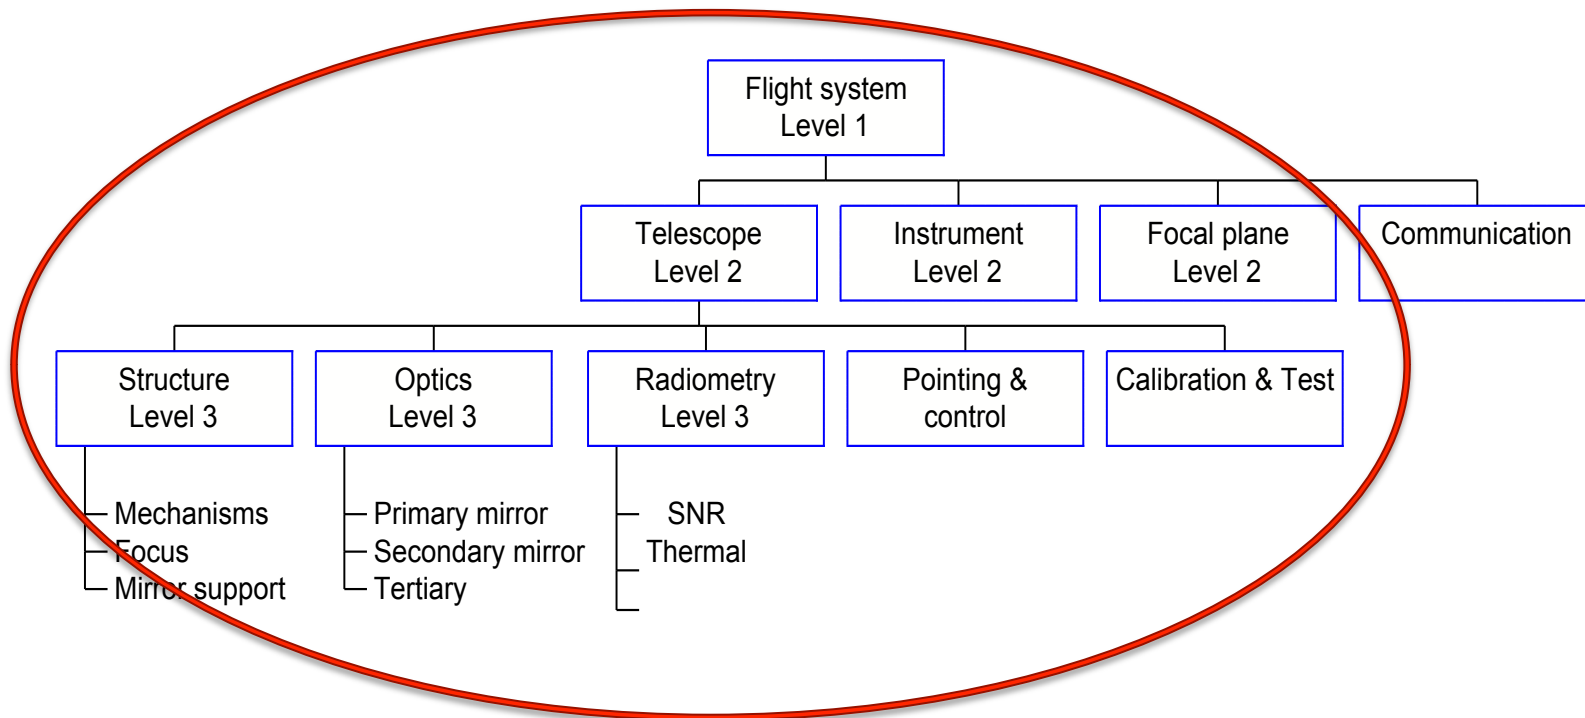 Flight system
Level 1
Telescope
Level 2
Instrument
Level 2
Focal plane
Level 2
Communication
Structure
Level 3
Optics
Level 3
Radiometry
Level 3
Pointing &
control
Calibration & Test
Mechanisms
Focus
Mirror support
Primary mirror
Secondary mirror
Tertiary
SNR
Thermal